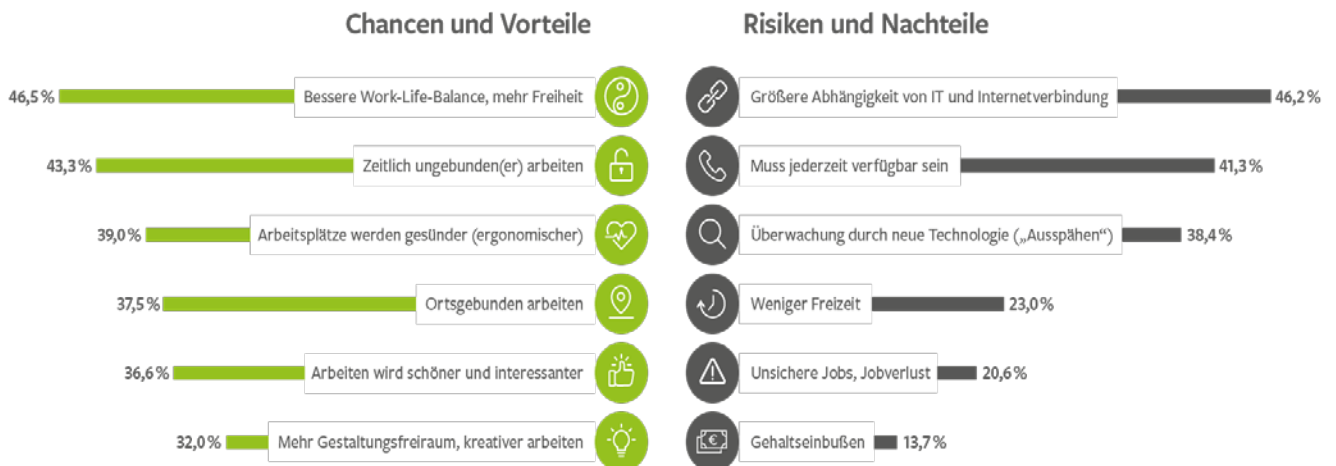 Chancen und Vorteile
46,5 % Bessere Work-Life-Balance, mehr Freiheit
43,3 % Zeitlich ungebunden(er) arbeiten
39,0 % Arbeitsplätze werden gesünder (ergonomischer)
37,5 % Ortsgebunden arbeiten
36,6 % Arbeiten wird schöner und interessanter
32,0 % Mehr Gestaltungsfreiraum, kreativer arbeiten
Risiken und Nachteile
Größere Abhängigkeit von IT und Internetverbindung 46,2 %
Muss jederzeit verfügbar sein 41,3 %
Überwachung durch neue Technologie („Ausspähen“) 38,4 %
Weniger Freizeit 23,0 %
Unsichere Jobs, Jobverlust 20,6 %
€ Gehaltseinbußen 13,7 %